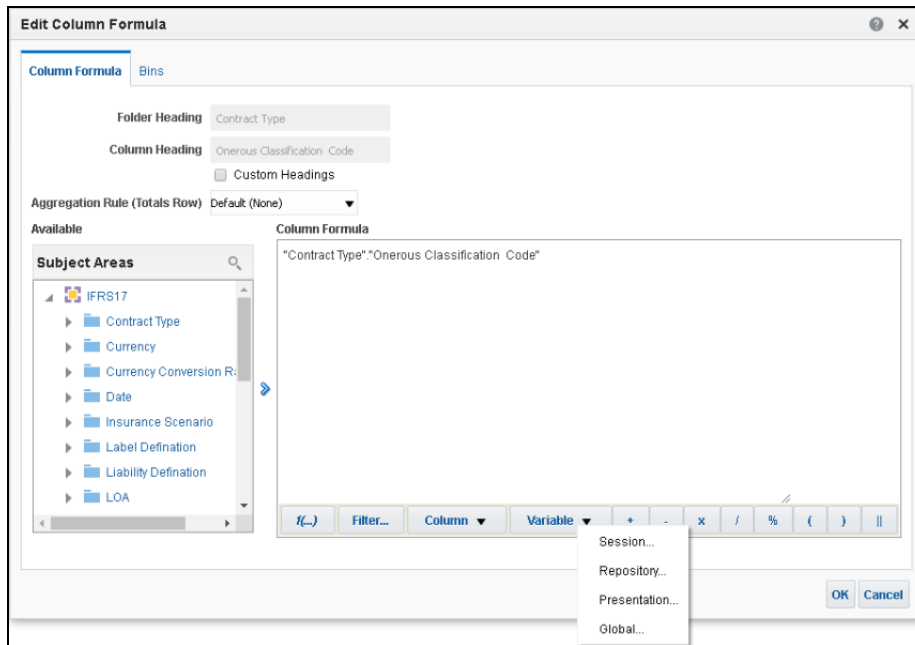 Edit Column Formula
Column Formula Bins
Folder Heading Contract Type
Column Heading Onerous Classification Code
Custom Headings
Aggregation Rule (Totals Row) Default (None)
Available Column Formula
Subject Areas
"Contract Type"."Onerous Classification Code"
IFRS17
Contract Type
Currency
Currency Conversion Ra
Date
Insurance Scenario
Label Defination
Liability Defination
LOA
f(...) Filter... Column Variable + - x / % ( ) ||
Session...
Repository...
Presentation...
Global...
OK Cancel